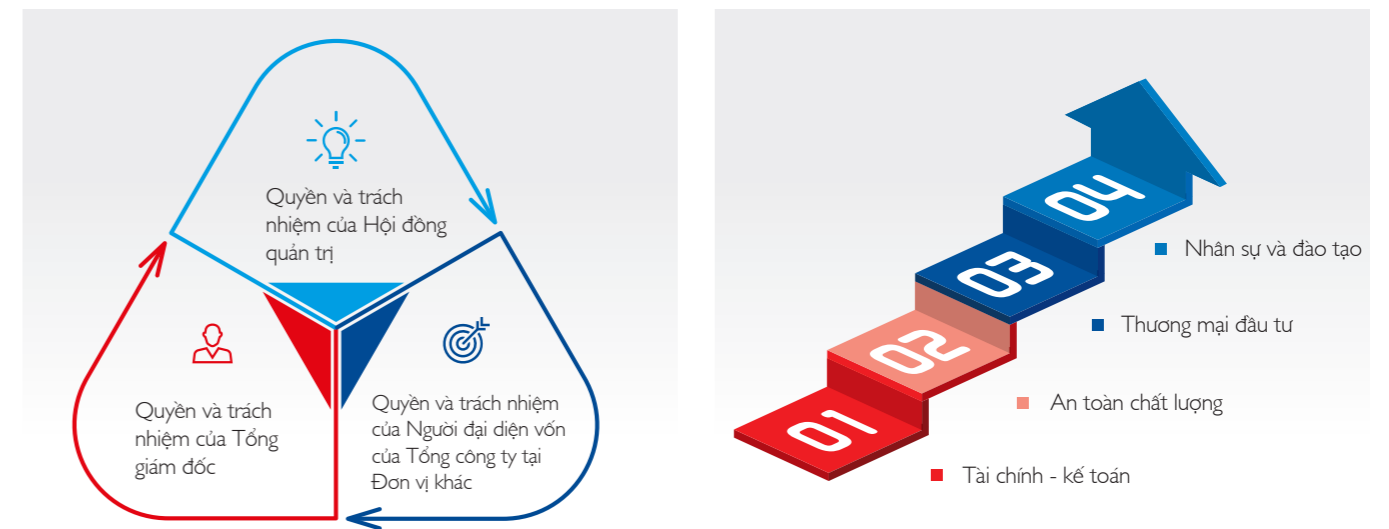 Quyền và trách
nhiệm của Hội đồng
quản trị
Quyền và trách
nhiệm của Tổng
giám đốc
Quyền và trách nhiệm
của Người đại diện vốn
của Tổng công ty tại
Đơn vị khác
04
Nhân sự và đào tạo
03
Thương mại đầu tư
02
An toàn chất lượng
01
Tài chính - kế toán